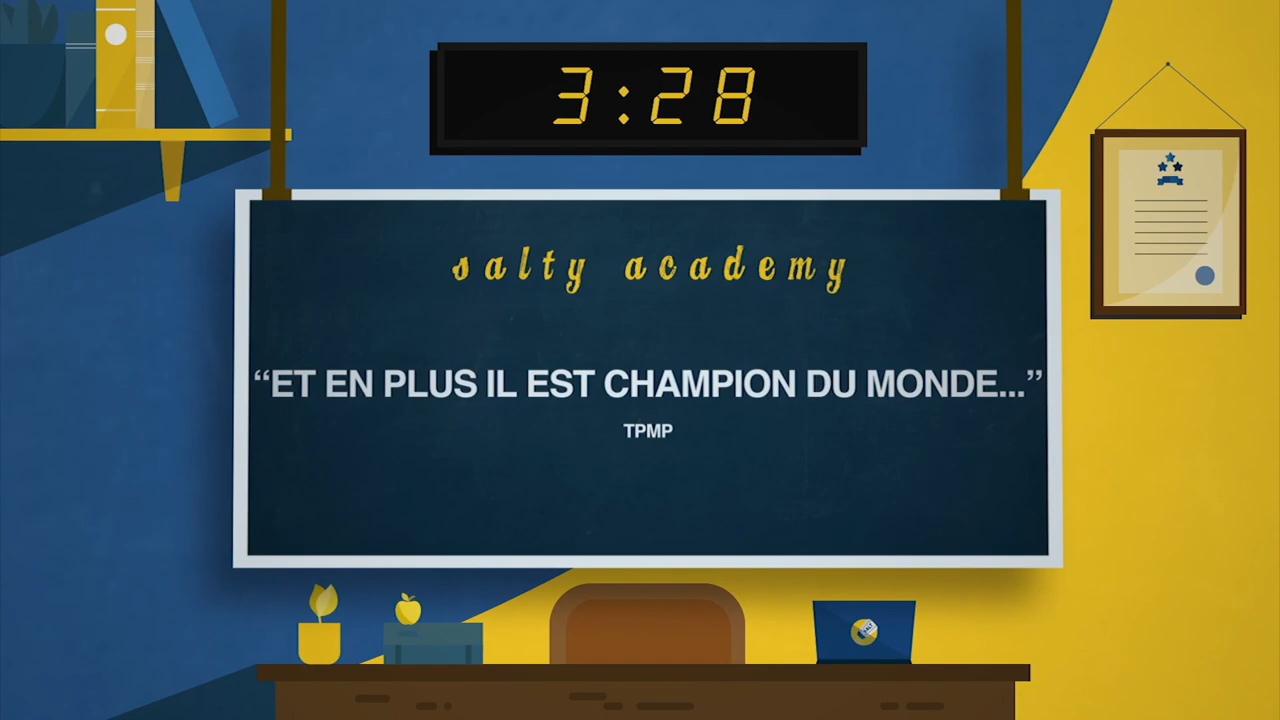 3:28
salty academy
“ET EN PLUS IL EST CHAMPION DU MONDE...”
TPMP